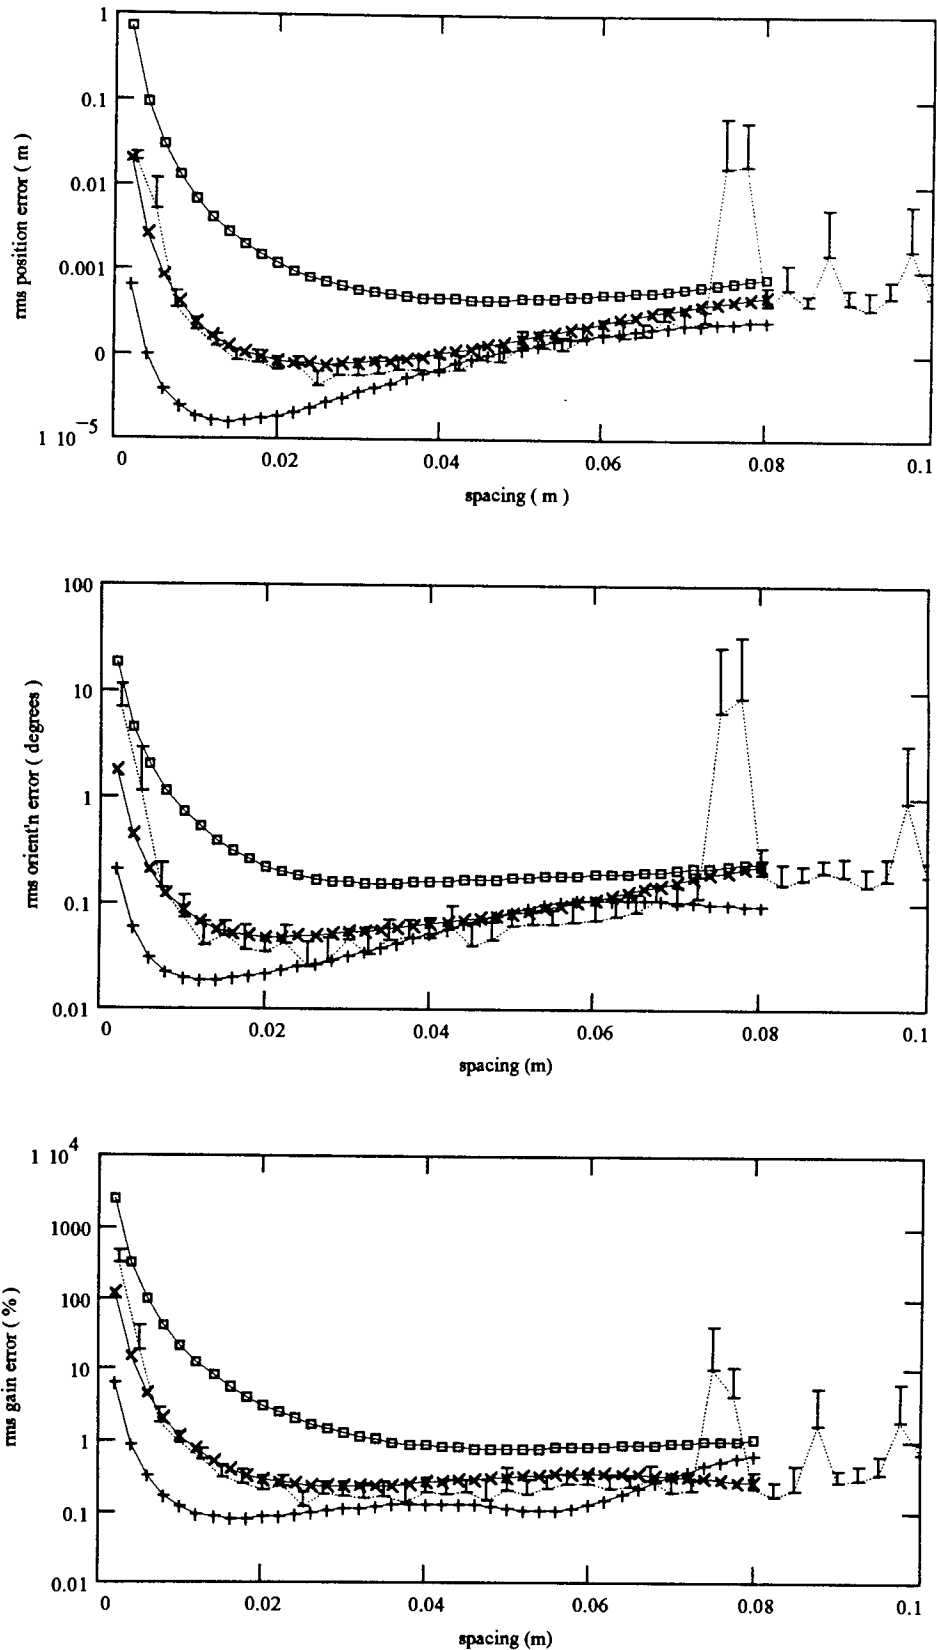 1
0.1
0.01
0.001
0
1 10^-5
rms position error ( m )
0 0.02 0.04 0.06 0.08 0.1
spacing ( m )
100
10
1
0.1
0.01
rms orient'n error ( degrees )
0 0.02 0.04 0.06 0.08 0.1
spacing (m)
1 10^4
1000
100
10
1
0.1
0.01
rms gain error ( % )
0 0.02 0.04 0.06 0.08 0.1
spacing (m)